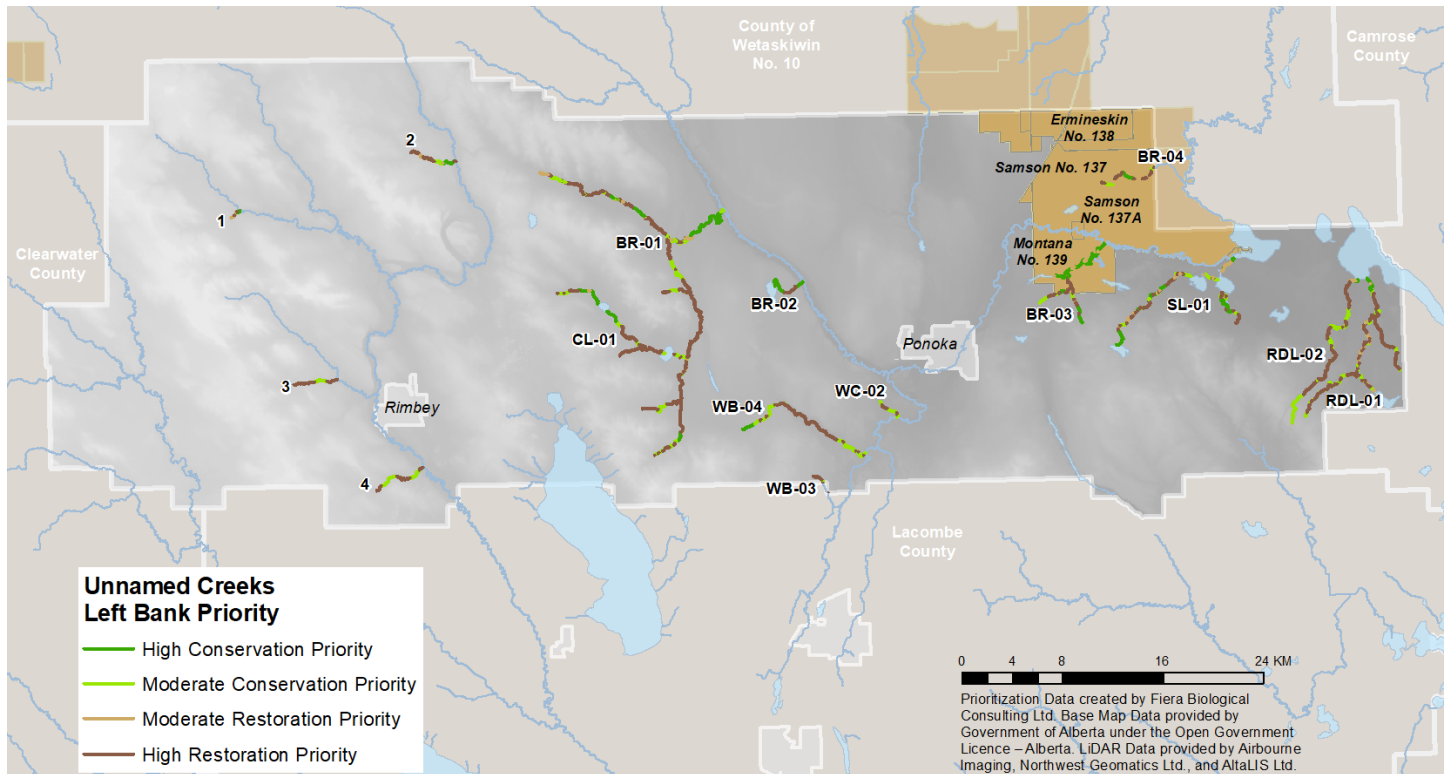 County of
Wetaskiwin
No. 10
Camrose
County
Ermineskin
No. 138
2
BR-04
Samson No. 137
Samson
No. 137A
1
BR-01
Clearwater
County
Montana
No. 139
BR-02
BR-03
SL-01
CL-01
Ponoka
RDL-02
3
Rimbey
WC-02
WB-04
RDL-01
4
WB-03
Lacombe
County
Unnamed Creeks
Left Bank Priority
High Conservation Priority
Moderate Conservation Priority
Moderate Restoration Priority
High Restoration Priority
0 4 8 16 24 KM
Prioritization Data created by Fiera Biological
Consulting Ltd. Base Map Data provided by
Government of Alberta under the Open Government
Licence – Alberta. LiDAR Data provided by Airbourne
Imaging, Northwest Geomatics Ltd., and AltaLIS Ltd.